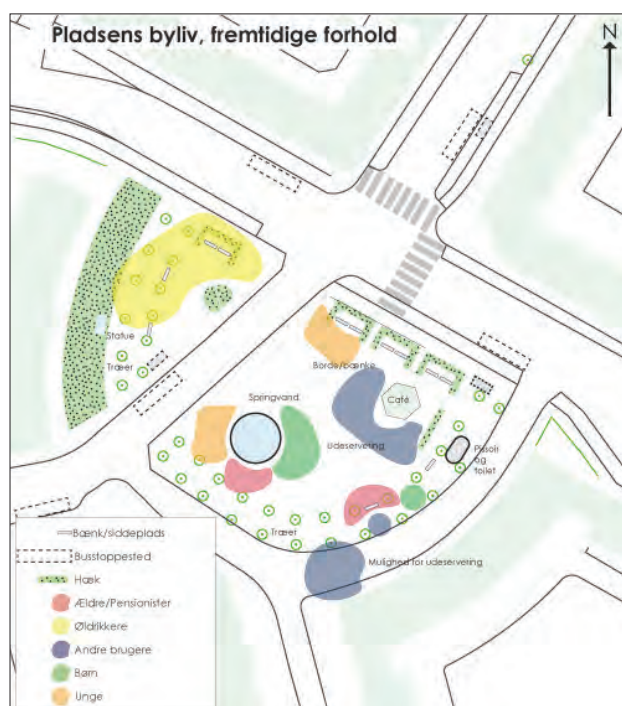 Pladsens byliv, fremtidige forhold
N
Statue
Træer
Borde/bænke
Springvand
Café
Udeservering
Pissoir
og
toilet
Træet
Mulighed for udeservering
Bænk/siddeplads
Busstoppested
Hæk
Ældre/Pensionister
Øldrikkere
Andre brugere
Børn
Unge